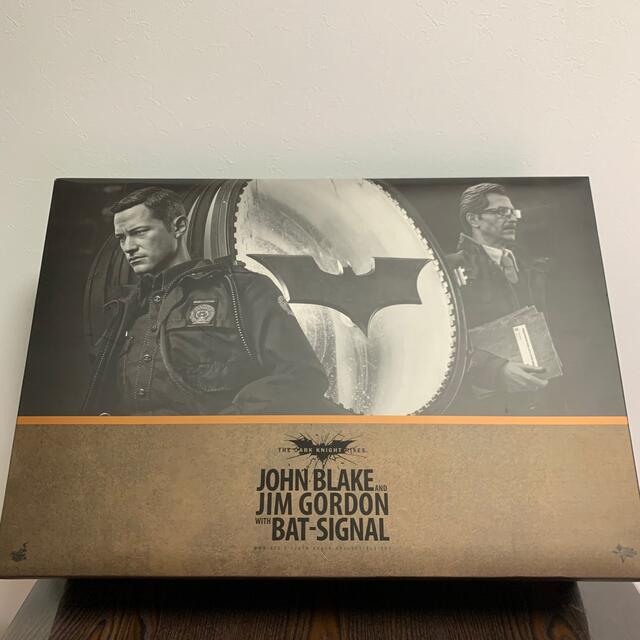 THE DARK KNIGHT RISES
JOHN BLAKE AND
JIM GORDON
WITH BAT-SIGNAL